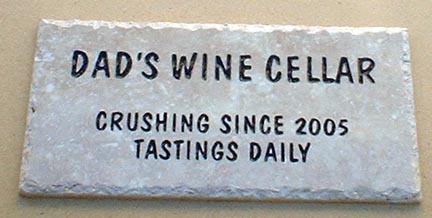 DAD'S WINE CELLAR
CRUSHING SINCE 2005
TASTINGS DAILY